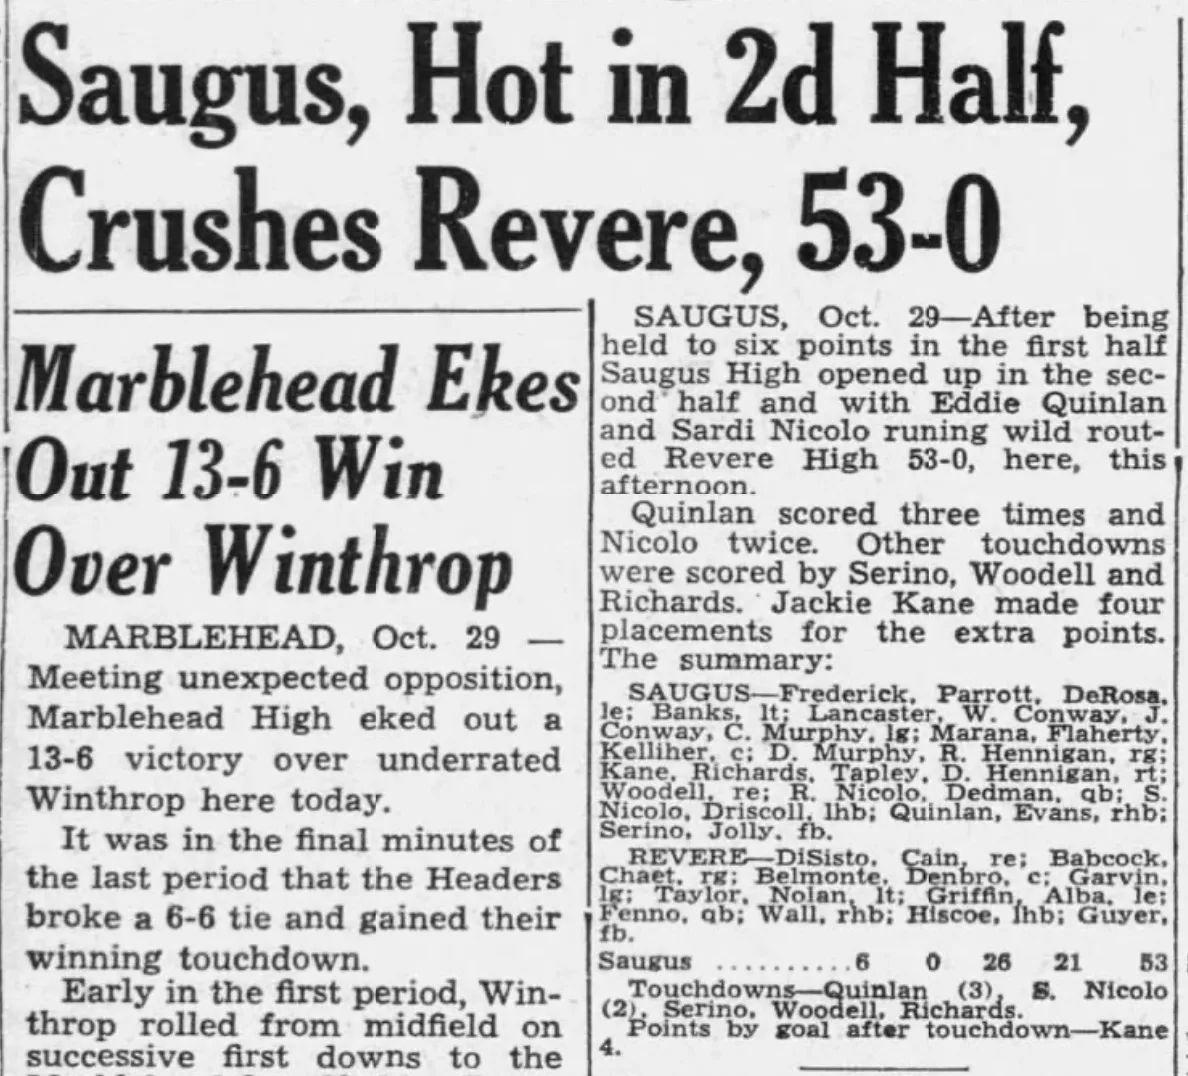 Saugus, Hot in 2d Half,
Crushes Revere, 53-0
Marblehead Ekes
Out 13-6 Win
Over Winthrop
MARBLEHEAD, Oct. 29 —
Meeting unexpected opposition,
Marblehead High eked out a
13-6 victory over underrated
Winthrop here today.
It was in the final minutes of
the last period that the Headers
broke a 6-6 tie and gained their
winning touchdown.
Early in the first period, Win-
throp rolled from midfield on
successive first downs to the
SAUGUS, Oct. 29—After being
held to six points in the first half
Saugus High opened up in the sec-
ond half and with Eddie Quinlan
and Sardi Nicolo runing wild rout-
ed Revere High 53-0, here, this
afternoon.
Quinlan scored three times and
Nicolo twice. Other touchdowns
were scored by Serino, Woodell and
Richards. Jackie Kane made four
placements for the extra points.
The summary:
SAUGUS—Frederick, Parrott, DeRosa,
le; Banks, lt; Lancaster, W. Conway, J.
Conway, C. Murphy, lg; Marana, Flaherty,
Kelliher, c; D. Murphy, R. Hennigan, rg;
Kane, Richards, Tapley, D. Hennigan, rt;
Woodell, re; R. Nicolo, Dedman, qb; S.
Nicolo, Driscoll, lhb; Quinlan, Evans, rhb;
Serino, Jolly, fb.
REVERE—DiSisto, Cain, re; Babcock,
Chaet, rg; Belmonte, Denbro, c; Garvin,
lg; Taylor, Nolan, lt; Griffin, Alba, le;
Fenno, qb; Wall, rhb; Hiscoe, lhb; Guyer,
fb.
Saugus ..........6 0 26 21 53
Touchdowns—Quinlan (3), S. Nicolo
(2), Serino, Woodell, Richards.
Points by goal after touchdown—Kane
4.